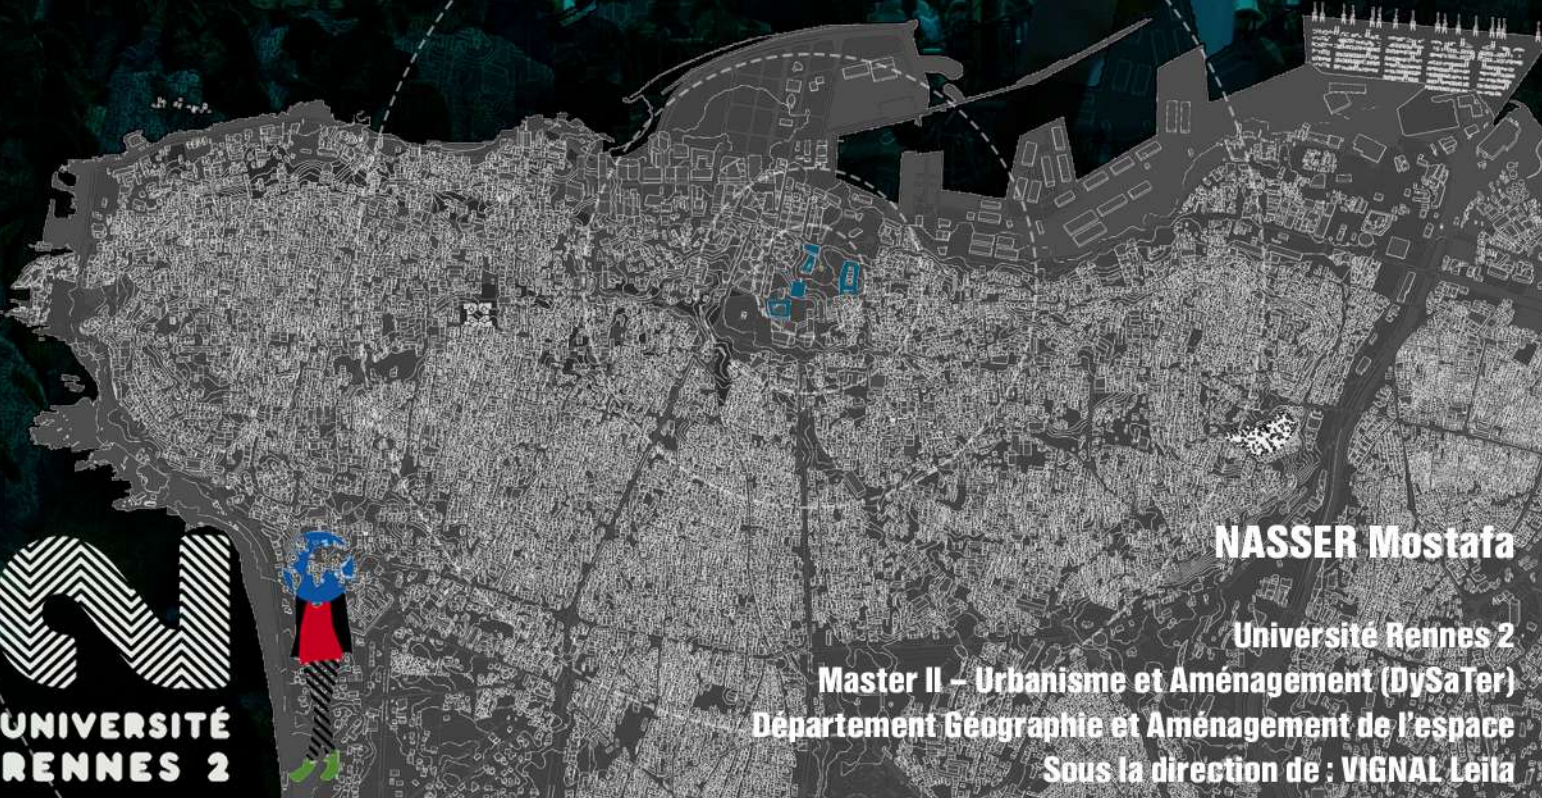 NASSER Mostafa
Université Rennes 2
Master II – Urbanisme et Aménagement (DySaTer)
Département Géographie et Aménagement de l'espace
Sous la direction de : VIGNAL Leila
2
UNIVERSITÉ
RENNES 2